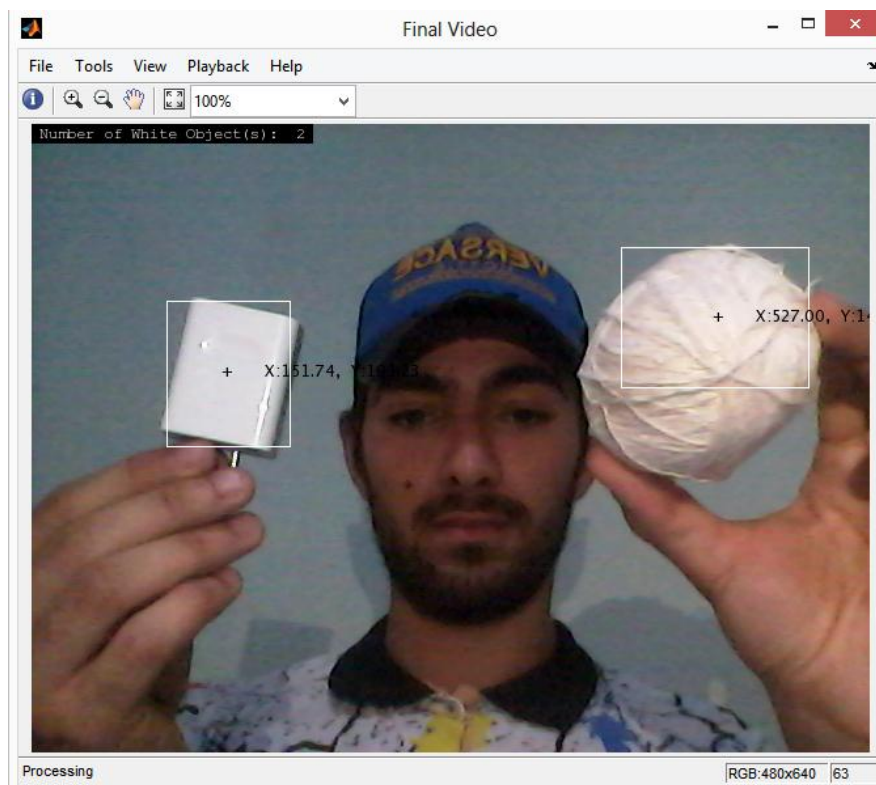 Final Video
File Tools View Playback Help
100%
Number of White Object(s): 2
VERSACE
X:527.00, Y:14
X:151.74, Y:
Processing
RGB:480x640 63